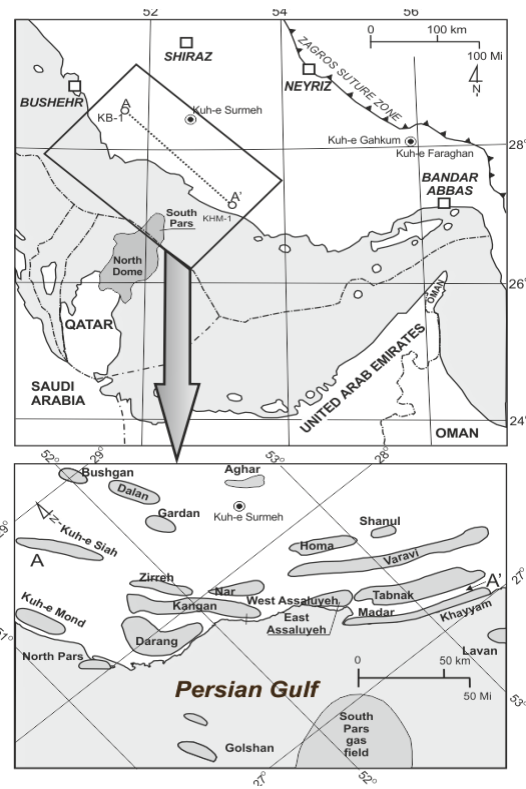 52
54
56
SHIRAZ
0
100 km
100 Mi
N
ZAGROS SUTURE ZONE
NEYRIZ
BUSHEHR
A
KB-1
Kuh-e Surmeh
Kuh-e Gahkum
Kuh-e Faraghan
28°
BANDAR
ABBAS
A'
KHM-1
South
Pars
North
Dome
26°
OMAN
QATAR
UNITED ARAB EMIRATES
SAUDI
ARABIA
24°
OMAN
52°
29°
53°
28°
Bushgan
Dalan
Aghar
Gardan
Kuh-e Surmeh
N
29°
Kuh-e Siah
A
Shanul
Homa
Varavi
27°
Zirreh
Nar
Kangan
West Assaluyeh
Tabnak
A'
East
Assaluyeh
Madar
Khayyam
Kuh-e Mond
51°
Darang
North Pars
Lavan
0
50 km
50 Mi
Persian Gulf
53°
South
Pars
gas
field
Golshan
27°
52°